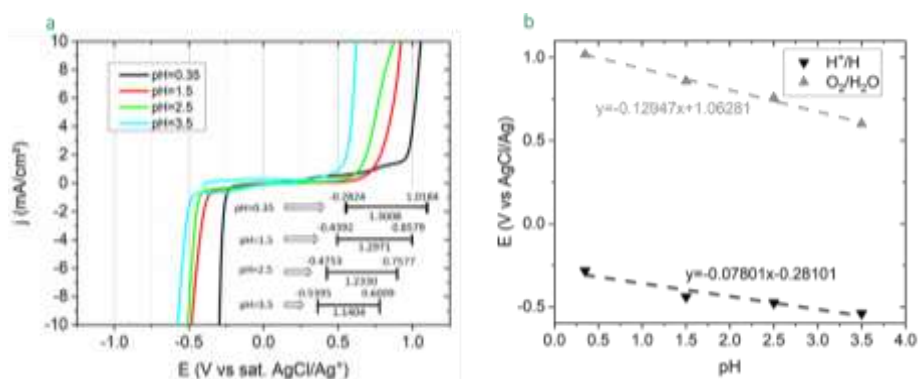 a
10
8
6
4
2
0
-2
-4
-6
-8
-10
j (mA/cm²)
pH=0.35
pH=1.5
pH=2.5
pH=3.5
-0.2824 1.0184
pH=0.35
1.3008
-0.4392 0.8579
pH=1.5
1.2971
-0.4753 0.7577
pH=2.5
1.2330
-0.5395 0.6009
pH=3.5
1.1404
-1.0 -0.5 0.0 0.5 1.0
E (V vs sat. AgCl/Ag⁺)
b
1.0
0.5
0.0
-0.5
E (V vs AgCl/Ag)
H⁺/H
O₂/H₂O
y=-0.12947x+1.06281
y=-0.07801x-0.28101
0.0 0.5 1.0 1.5 2.0 2.5 3.0 3.5 4.0
pH